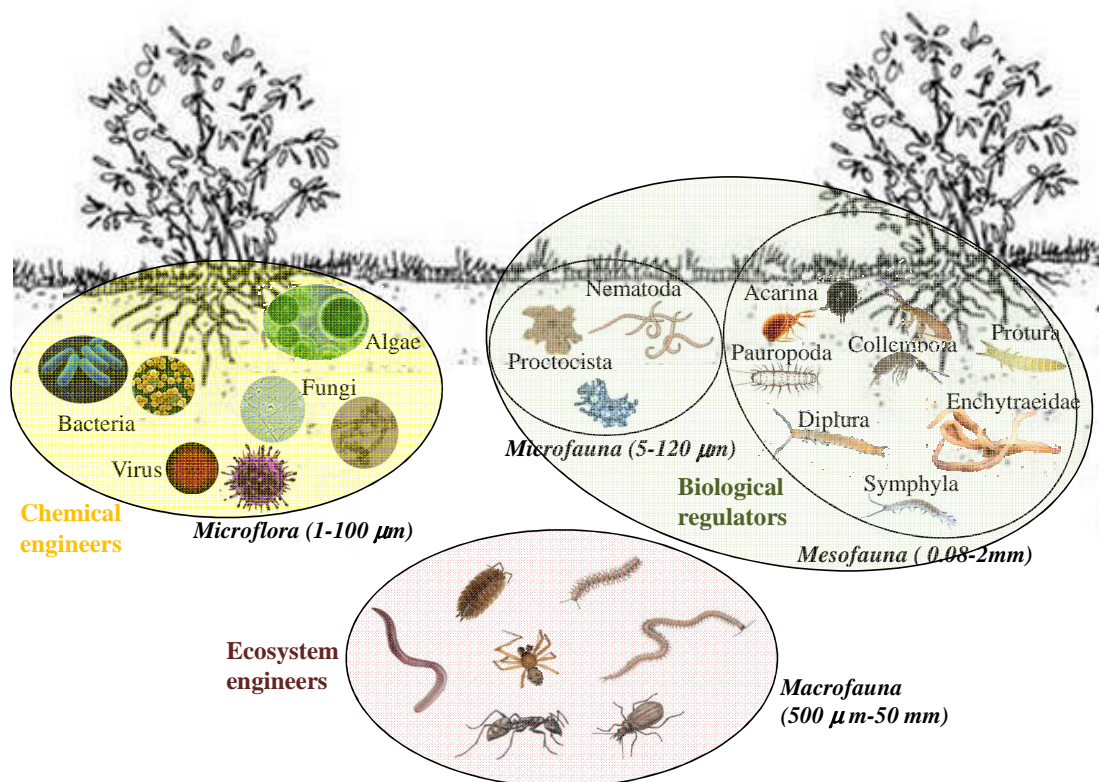 Algae
Fungi
Bacteria
Virus
Chemical
engineers
Microflora (1-100 µm)
Nematoda
Proctocista
Microfauna (5-120 µm)
Acarina
Pauropoda
Collembola
Protura
Diplura
Enchytraeidae
Symphyla
Biological
regulators
Mesofauna ( 0.08-2mm)
Ecosystem
engineers
Macrofauna
(500 µ m-50 mm)